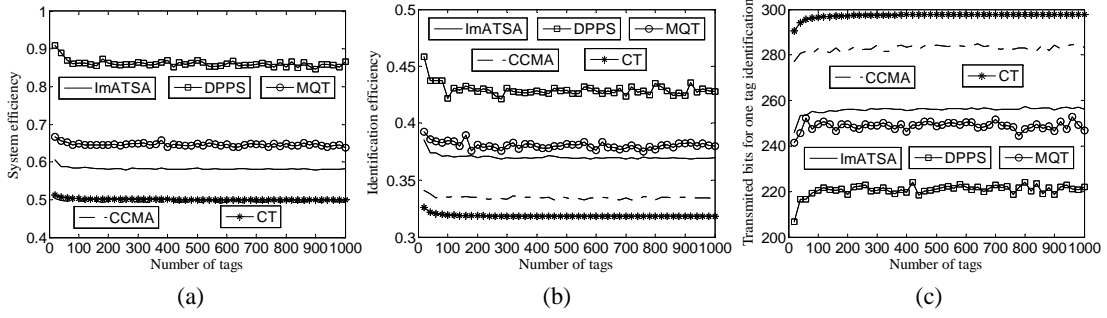 System efficiency
1
0.9
0.8
0.7
0.6
0.5
0.4
ImATSA DPPS MQT
CCMA CT
0 100 200 300 400 500 600 700 800 900 1000
Number of tags
(a)
Identification efficiency
0.5
0.45
0.4
0.35
0.3
ImATSA DPPS MQT
CCMA CT
0 100 200 300 400 500 600 700 800 900 1000
Number of tags
(b)
Transmitted bits for one tag identification
300
280
260
240
220
200
CCMA CT
ImATSA DPPS MQT
0 100 200 300 400 500 600 700 800 900 1000
Number of tags
(c)